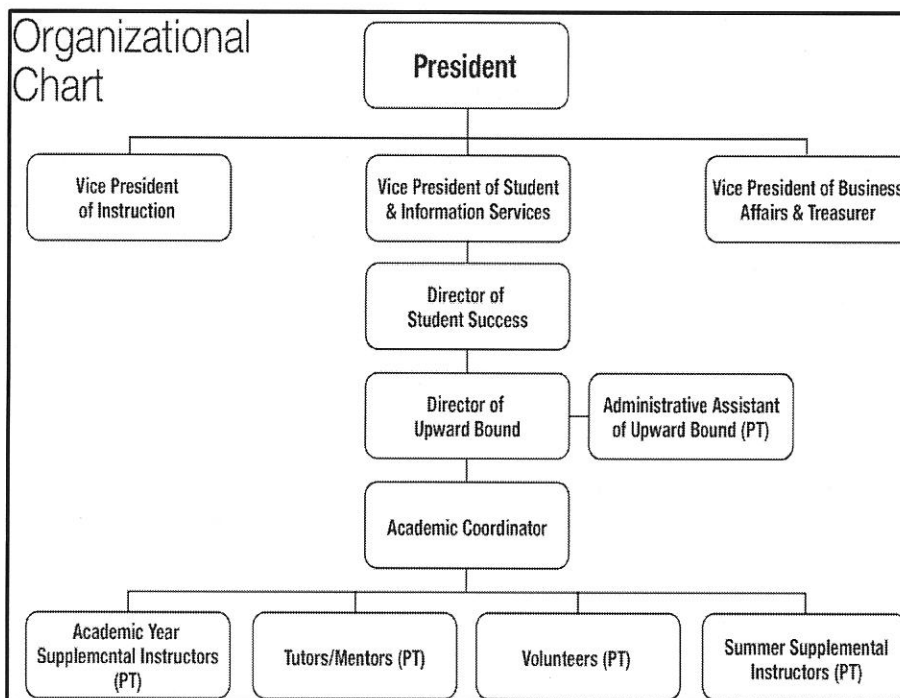 Organizational
Chart
President
Vice President
of Instruction
Vice President of Student
& Information Services
Vice President of Business
Affairs & Treasurer
Director of
Student Success
Director of
Upward Bound
Administrative Assistant
of Upward Bound (PT)
Academic Coordinator
Academic Year
Supplemental Instructors
(PT)
Tutors/Mentors (PT)
Volunteers (PT)
Summer Supplemental
Instructors (PT)